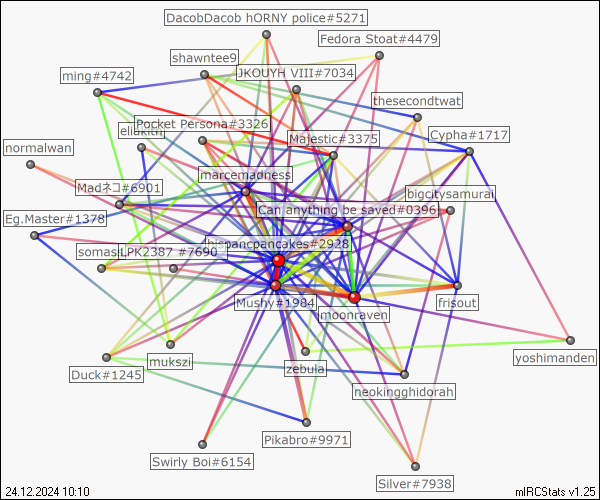 DacobDacob hORNY police#5271
Fedora Stoat#4479
shawntee9
JKOUYH VIII#7034
ming#4742
thesecondtwat
Pocket Persona#3326
Majestic#3375
Cypha#1717
normalwan
marcemadness
Madネコ#6901
bigcitysamurai
Can anything be saved#0396
Eg.Master#1378
hispancpancakes#2928
LPK2387 #7690
Mushy#1984
frisout
moonraven
mukszi
zebula
yoshimanden
Duck#1245
neokingghidorah
Pikabro#9971
Swirly Boi#6154
Silver#7938
24.12.2024 10:10
mIRCStats v1.25